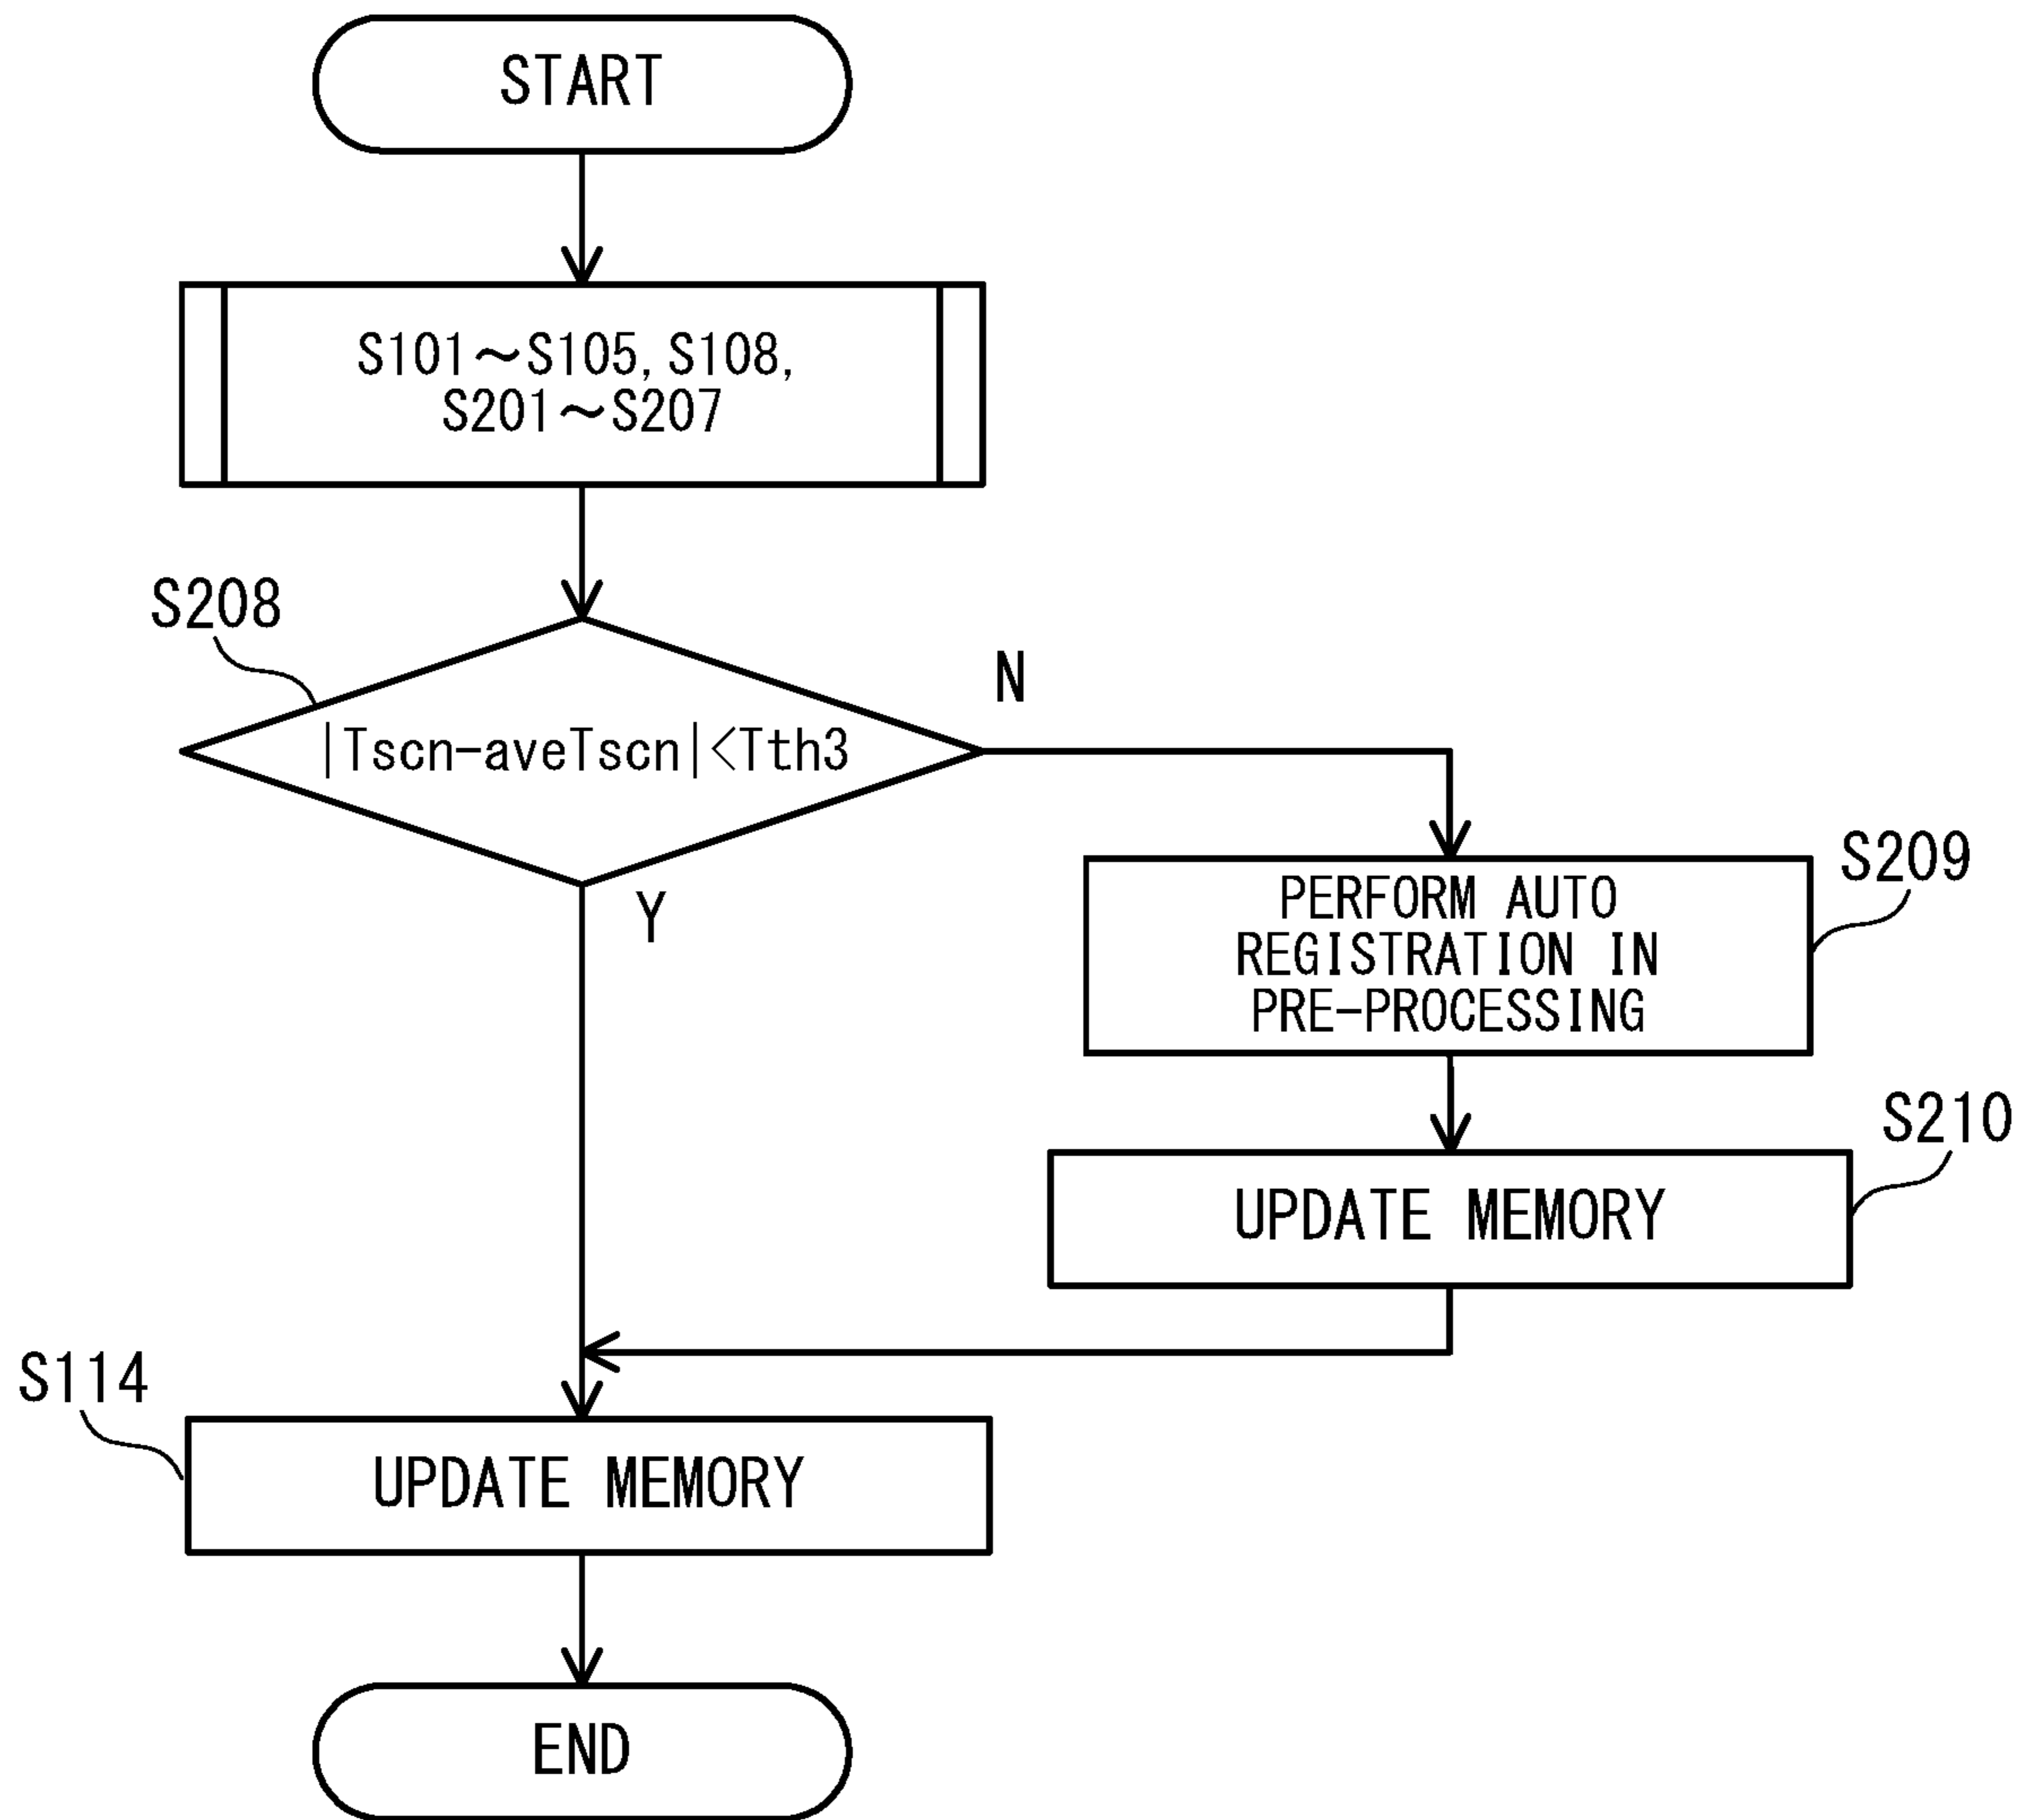 START
S101～S105, S108,
S201～S207
S208
N
|Tscn-aveTscn|<Tth3
Y
S209
PERFORM AUTO
REGISTRATION IN
PRE-PROCESSING
S210
UPDATE MEMORY
S114
UPDATE MEMORY
END